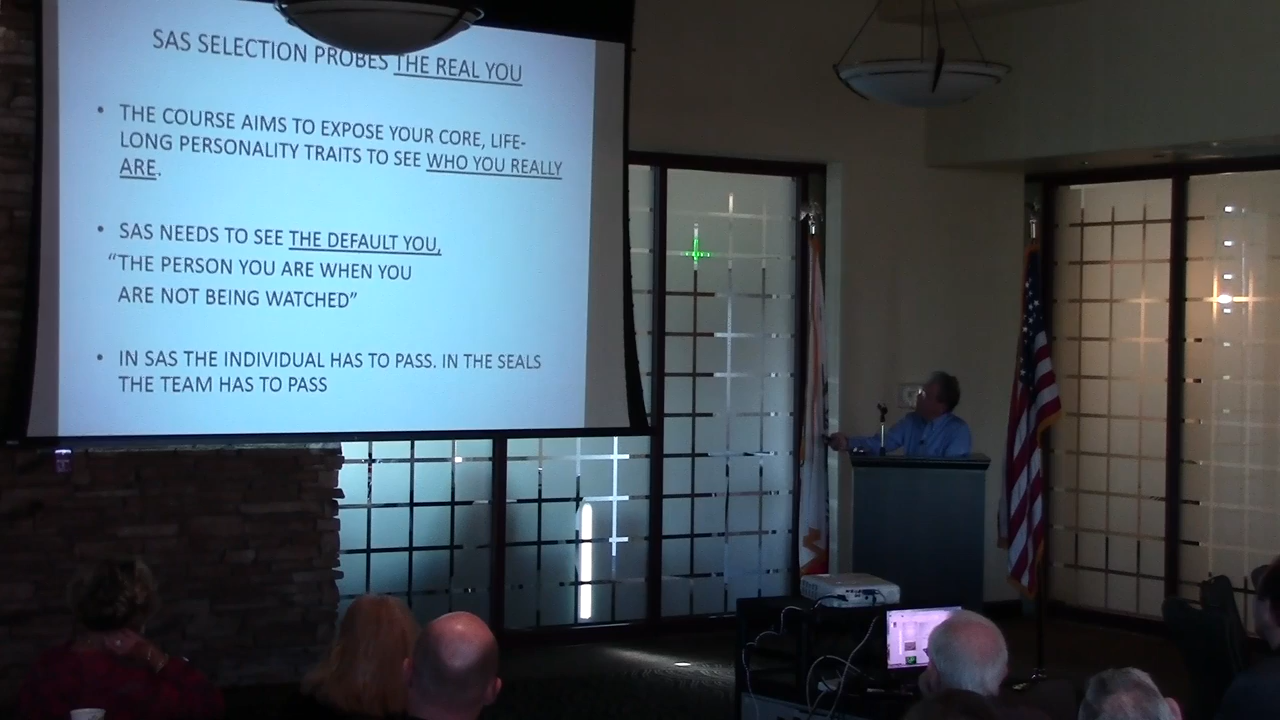 SAS SELECTION PROBES THE REAL YOU
• THE COURSE AIMS TO EXPOSE YOUR CORE, LIFE-
LONG PERSONALITY TRAITS TO SEE WHO YOU REALLY
ARE.
• SAS NEEDS TO SEE THE DEFAULT YOU,
“THE PERSON YOU ARE WHEN YOU
ARE NOT BEING WATCHED”
• IN SAS THE INDIVIDUAL HAS TO PASS. IN THE SEALS
THE TEAM HAS TO PASS